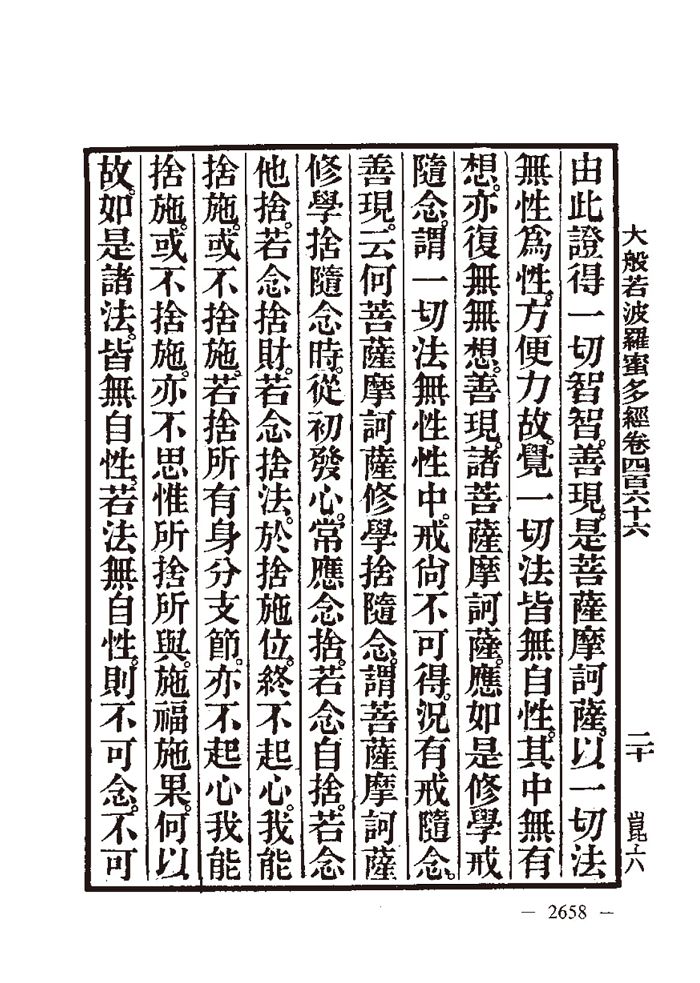 大般若波羅蜜多經卷四百六十六 二十 崑六
由此證得一切智智。善現。是菩薩摩訶薩。以一切法
無性爲性。方便力故。覺一切法皆無自性。其中無有
想。亦復無無想。善現。諸菩薩摩訶薩。應如是修學戒
隨念。謂一切法無性性中。戒尙不可得。況有戒隨念。
善現。云何菩薩摩訶薩修學捨隨念。謂菩薩摩訶薩
修學捨隨念時。從初發心。常應念捨。若念自捨。若念
他捨。若念捨財。若念捨法。於捨施位。終不起心。我能
捨施。或不捨施。若捨所有身分支節。亦不起心我能
捨施。或不捨施。亦不思惟所捨所與。施福施果。何以
故。如是諸法。皆無自性。若法無自性。則不可念。不可
— 2658 —